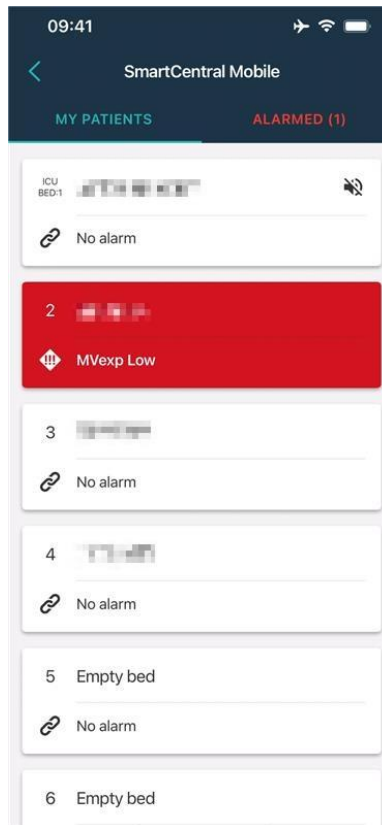 09:41
SmartCentral Mobile
MY PATIENTS ALARMED (1)
ICU
BED:1
No alarm
2
!!! MVexp Low
3
No alarm
4
No alarm
5 Empty bed
No alarm
6 Empty bed